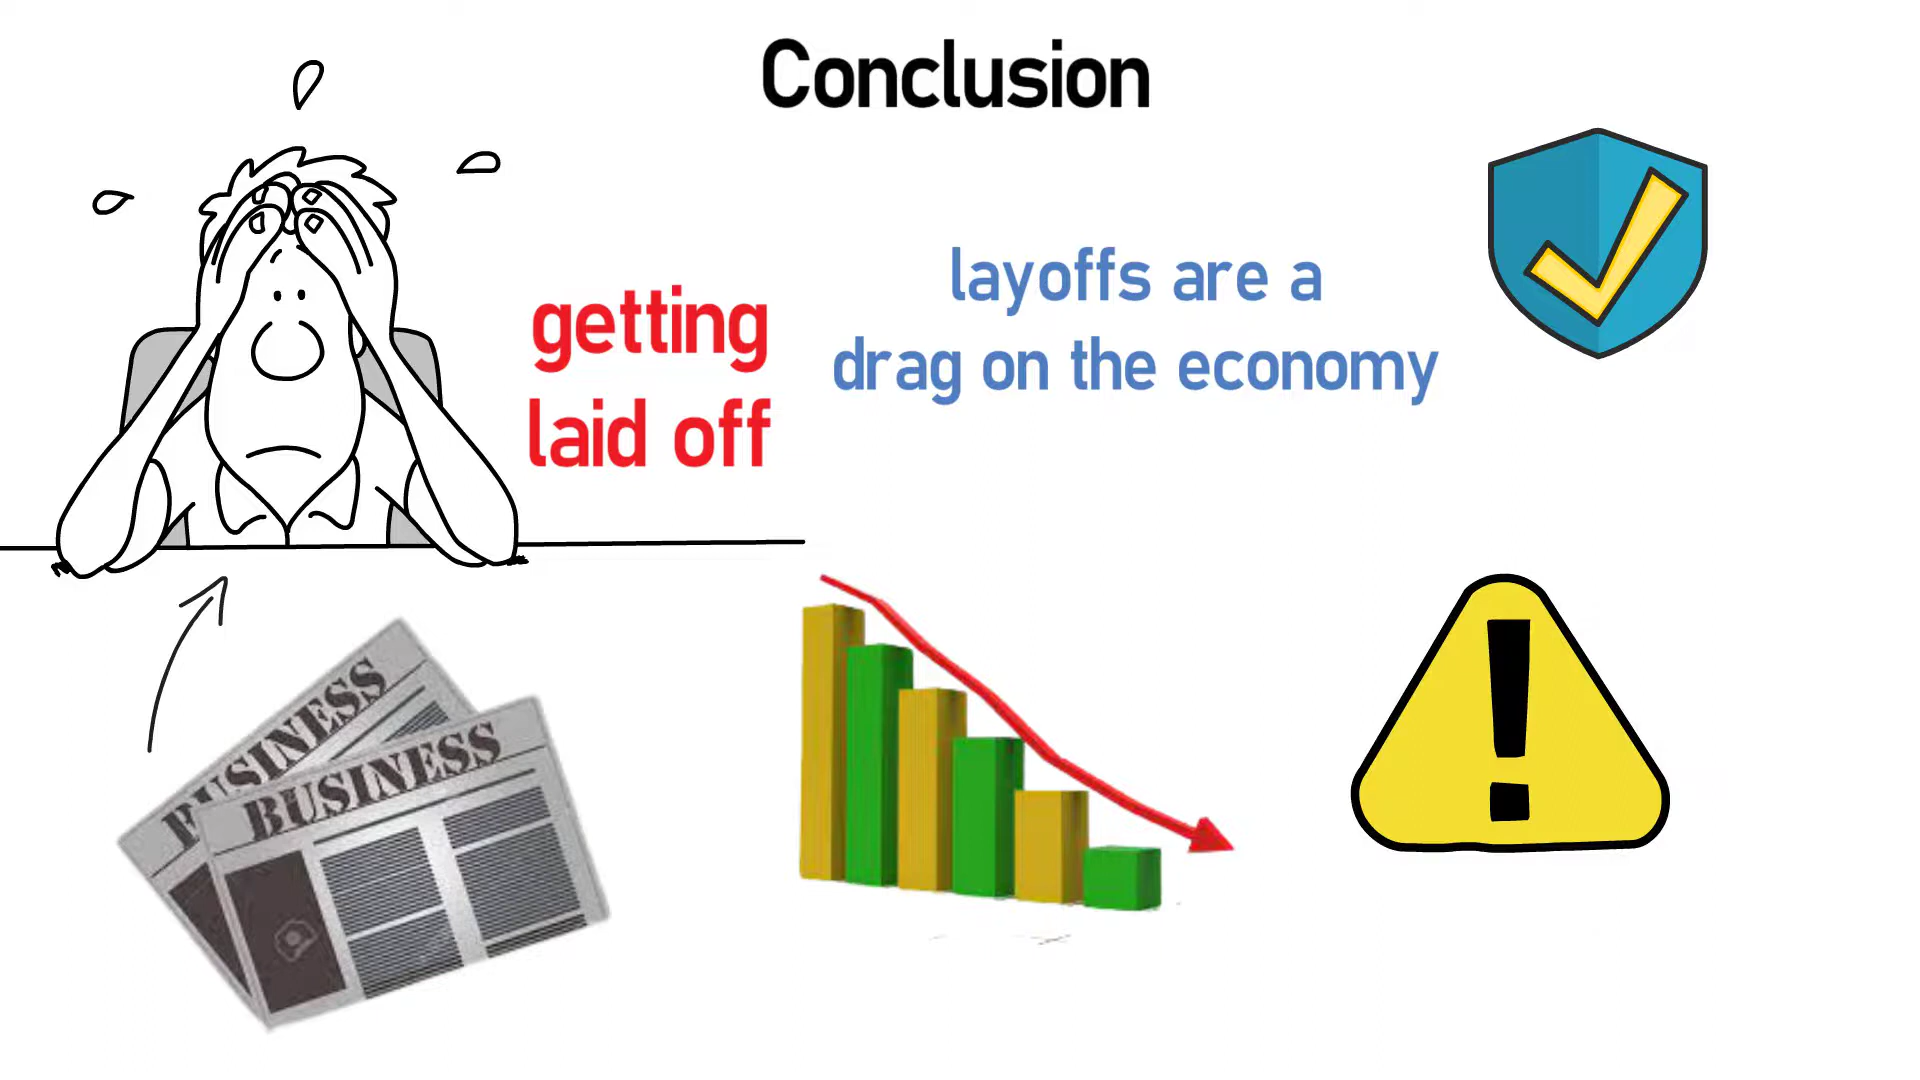 Conclusion
getting
laid off
layoffs are a
drag on the economy
BUSINESS
BUSINESS